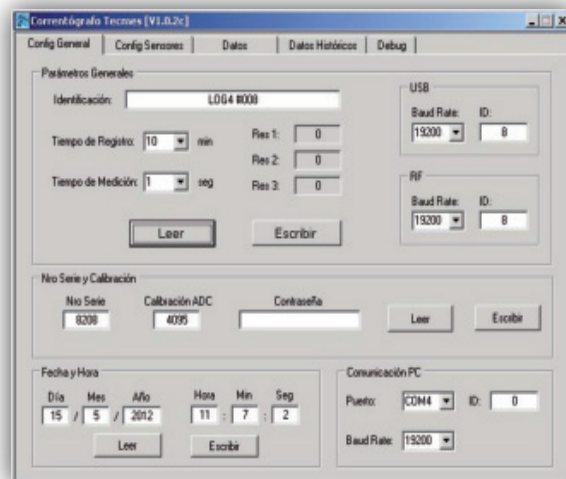 Correntógrafo Tecmes [V1.0.2c]
Config General Config Sensores Datos Datos Históricos Debug
Parámetros Generales
Identificación: LOG4 #008
Tiempo de Registro: 10 min
Tiempo de Medición: 1 seg
Res 1: 0
Res 2: 0
Res 3: 0
Leer Escribir
USB
Baud Rate: ID:
19200 8
RF
Baud Rate: ID:
19200 8
Nro Serie y Calibración
Nro Serie Calibración ADC Contraseña
8208 4095 Leer Escribir
Fecha y Hora
Día Mes Año Hora Min Seg
15 / 5 / 2012 11 : 7 : 2
Leer Escribir
Comunicación PC
Puerto: COM4 ID: 0
Baud Rate: 19200